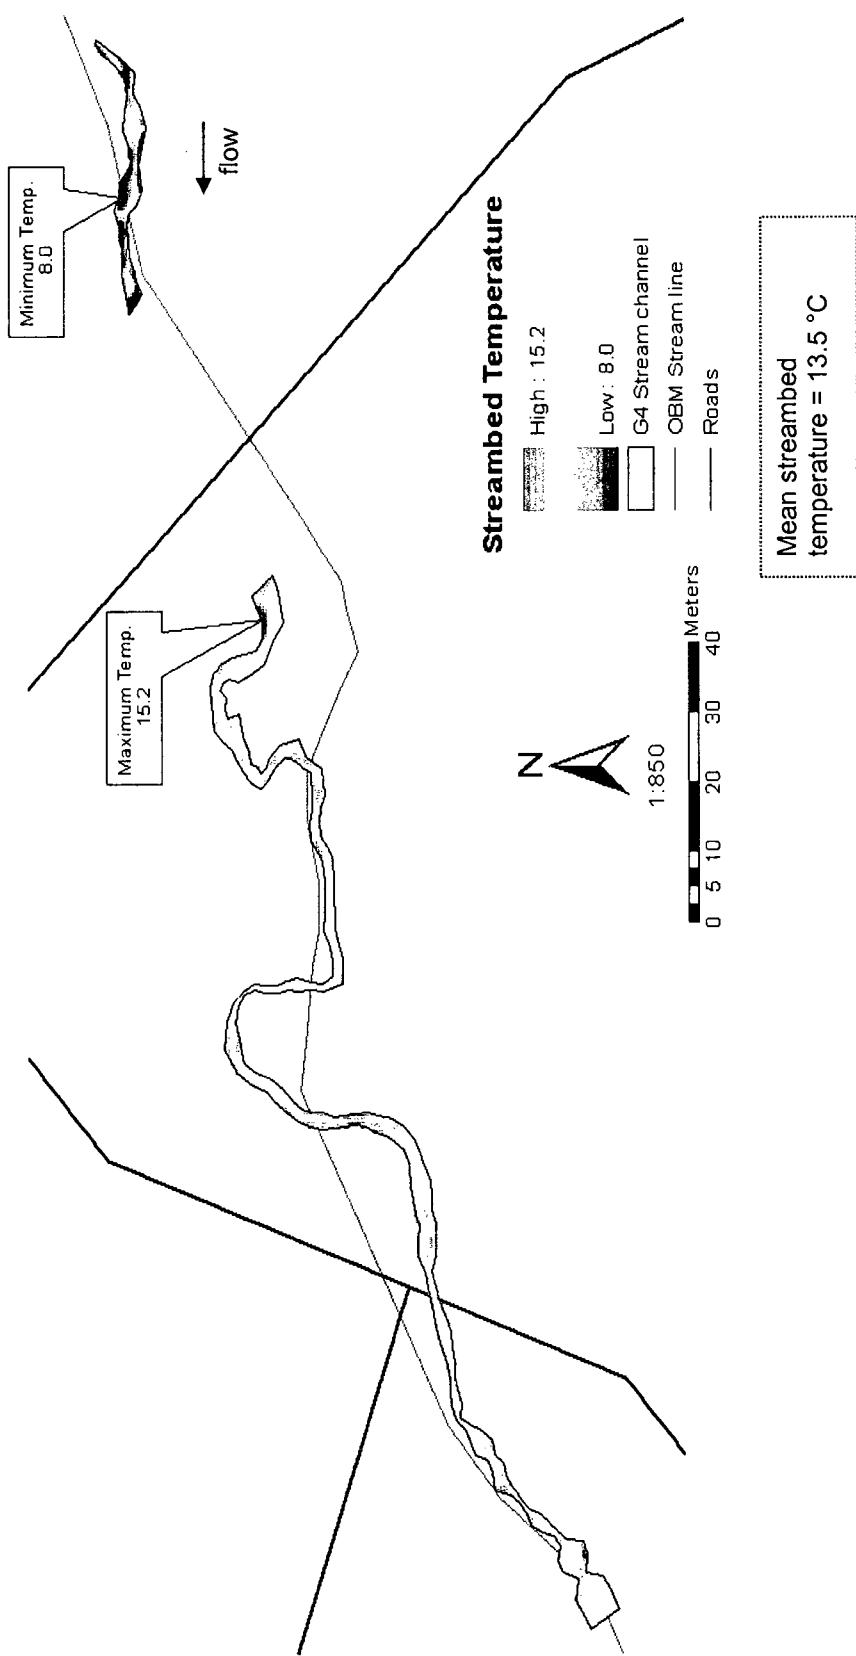 Minimum Temp.
8.0
flow
Maximum Temp.
15.2
Streambed Temperature
High : 15.2
Low : 8.0
G4 Stream channel
OBM Stream line
Roads
N
1:850
0 5 10 20 30 40 Meters
Mean streambed
temperature = 13.5 °C